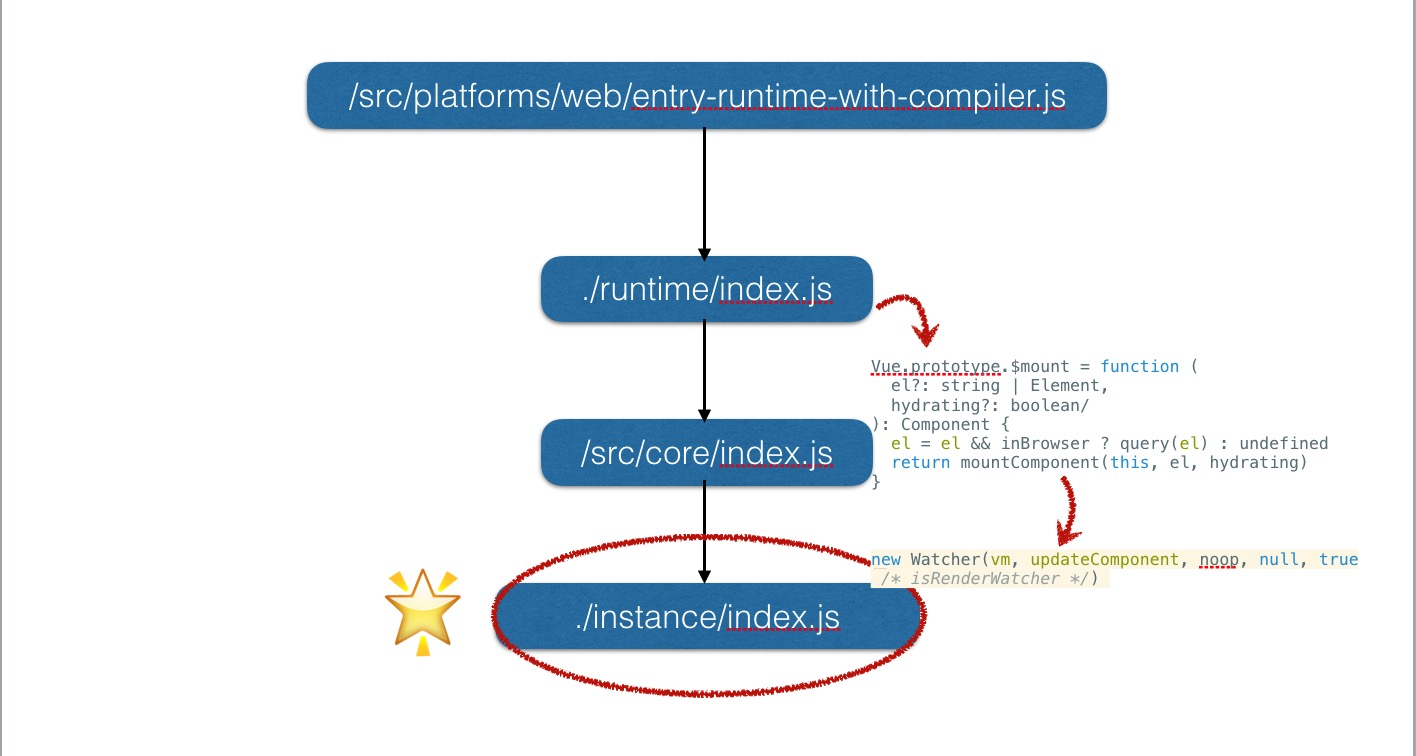 /src/platforms/web/entry-runtime-with-compiler.js
./runtime/index.js
Vue.prototype.$mount = function (
el?: string | Element,
hydrating?: boolean/
): Component {
el = el && inBrowser ? query(el) : undefined
return mountComponent(this, el, hydrating)
}
/src/core/index.js
new Watcher(vm, updateComponent, noop, null, true
/* isRenderWatcher */)
./instance/index.js